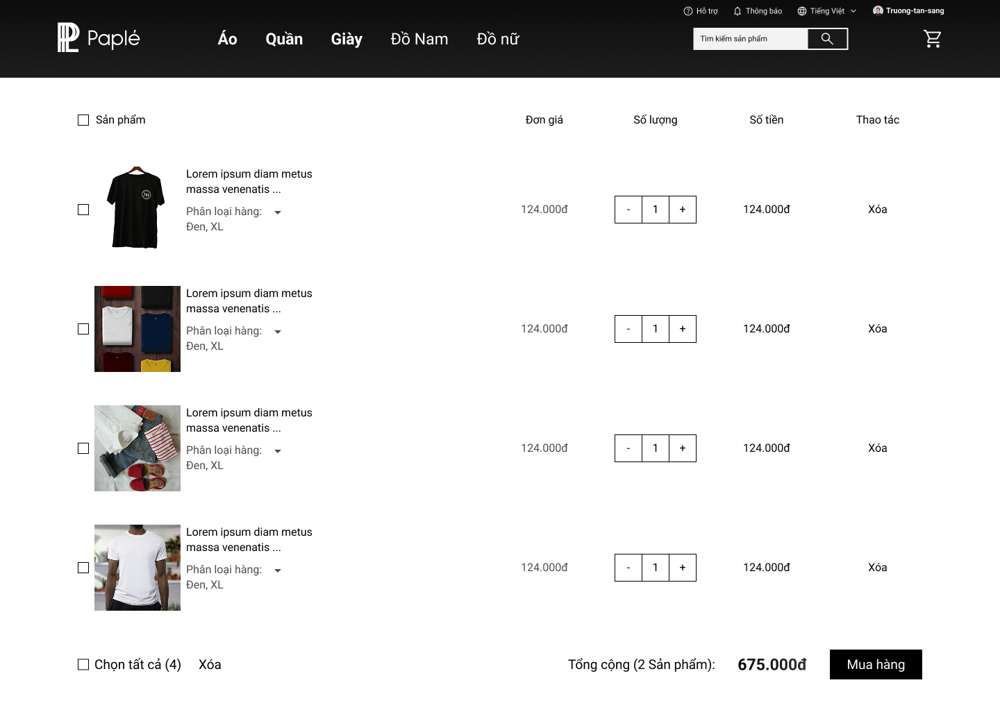 Hỗ trợ
Thông báo
Tiếng Việt
Truong-tan-sang
Paplé
Áo
Quần
Giày
Đồ Nam
Đồ nữ
Tìm kiếm sản phẩm
Sản phẩm
Đơn giá
Số lượng
Số tiền
Thao tác
Lorem ipsum diam metus
massa venenatis ...
Phân loại hàng:
Đen, XL
124.000đ
- 1 +
124.000đ
Xóa
Lorem ipsum diam metus
massa venenatis ...
Phân loại hàng:
Đen, XL
124.000đ
- 1 +
124.000đ
Xóa
Lorem ipsum diam metus
massa venenatis ...
Phân loại hàng:
Đen, XL
124.000đ
- 1 +
124.000đ
Xóa
Lorem ipsum diam metus
massa venenatis ...
Phân loại hàng:
Đen, XL
124.000đ
- 1 +
124.000đ
Xóa
Chọn tất cả (4)
Xóa
Tổng cộng (2 Sản phẩm):
675.000đ
Mua hàng